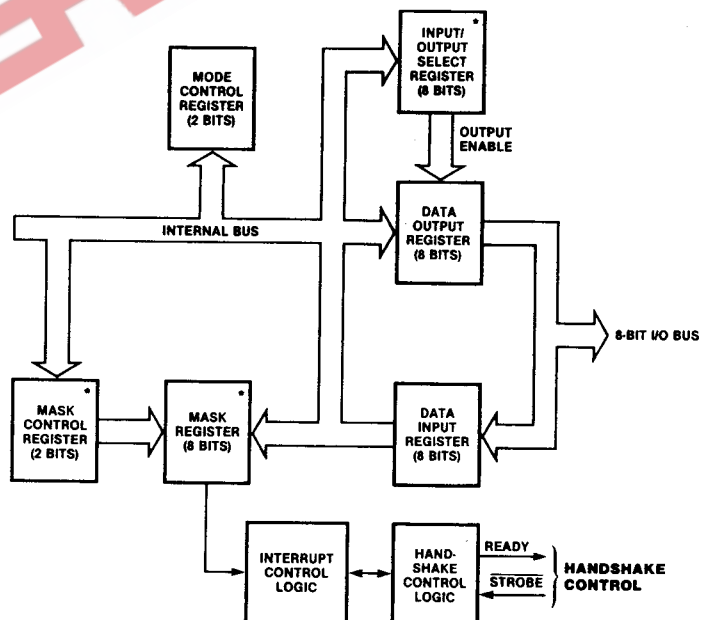 *
INPUT/
OUTPUT
SELECT
REGISTER
(8 BITS)
MODE
CONTROL
REGISTER
(2 BITS)
OUTPUT
ENABLE
DATA
OUTPUT
REGISTER
(8 BITS)
INTERNAL BUS
8-BIT I/O BUS
*
MASK
CONTROL
REGISTER
(2 BITS)
*
MASK
REGISTER
(8 BITS)
DATA
INPUT
REGISTER
(8 BITS)
INTERRUPT
CONTROL
LOGIC
HAND-
SHAKE
CONTROL
LOGIC
READY
STROBE
HANDSHAKE
CONTROL